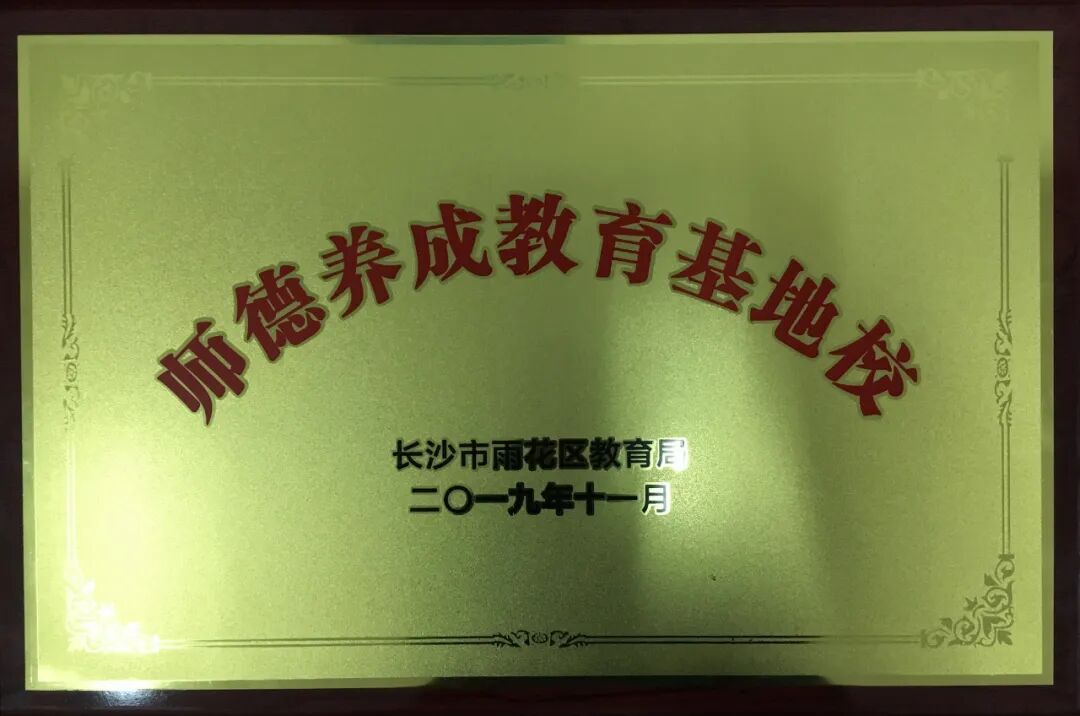 师德养成教育基地校
长沙市雨花区教育局
二〇一九年十一月